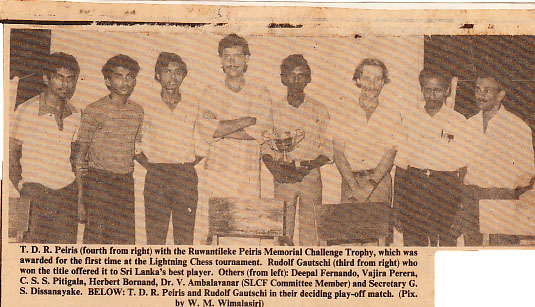 T. D. R. Peiris (fourth from right) with the Ruwantileke Peiris Memorial Challenge Trophy, which was
awarded for the first time at the Lightning Chess tournament. Rudolf Gautschi (third from right) who
won the title offered it to Sri Lanka's best player. Others (from left): Deepal Fernando, Vajira Perera,
C. S. S. Pitigala, Herbert Bornand, Dr. V. Ambalavanar (SLCF Committee Member) and Secretary G.
S. Dissanayake. BELOW: T. D. R. Peiris and Rudolf Gautschi in their deciding play-off match. (Pix.
by W. M. Wimalasiri)